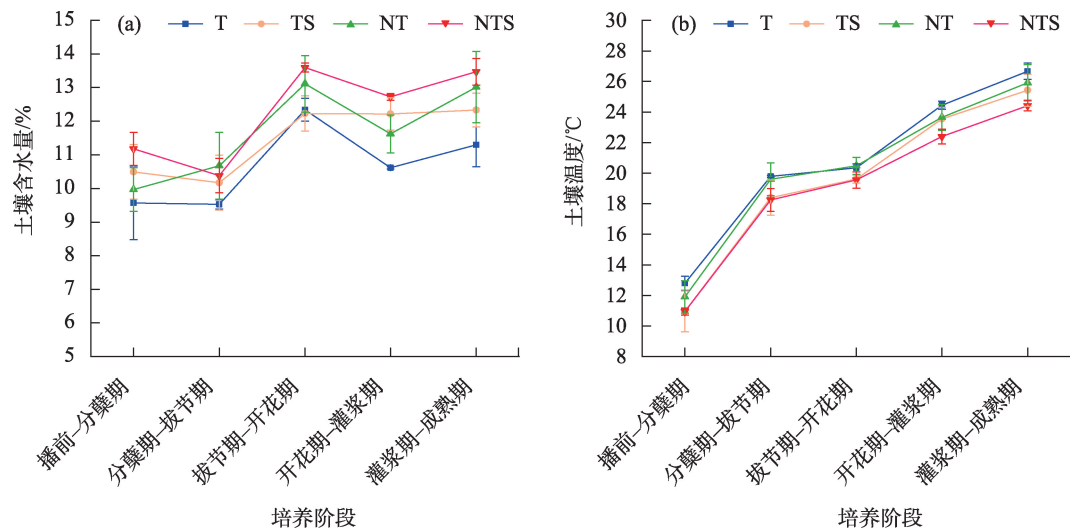 (a) T TS NT NTS
15
14
13
12
11
10
9
8
7
6
5
土壤含水量/%
播前–分蘖期
分蘖期–拔节期
拔节期–开花期
开花期–灌浆期
灌浆期–成熟期
培养阶段
(b) T TS NT NTS
30
28
26
24
22
20
18
16
14
12
10
8
土壤温度/℃
播前–分蘖期
分蘖期–拔节期
拔节期–开花期
开花期–灌浆期
灌浆期–成熟期
培养阶段